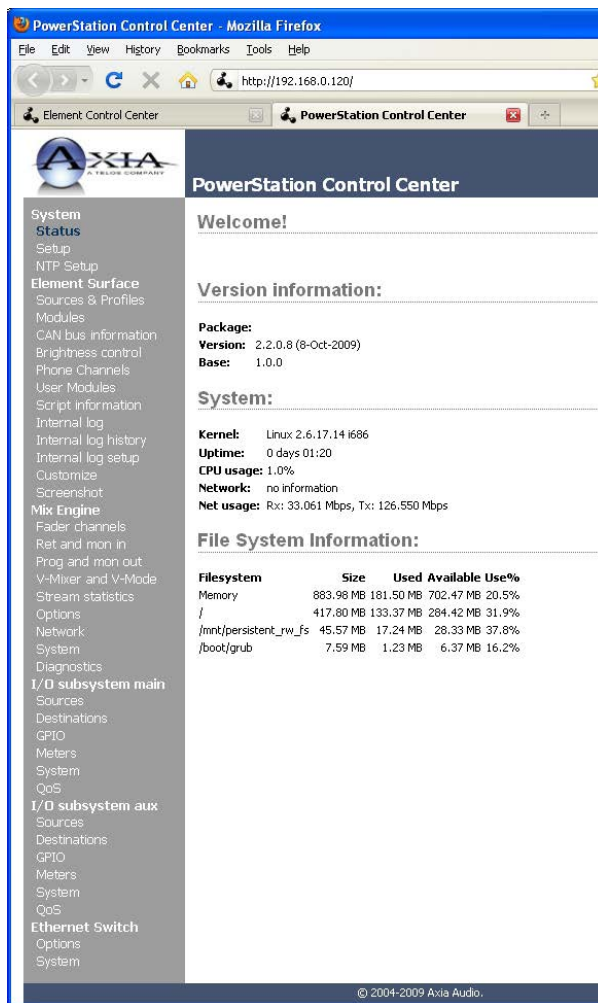 PowerStation Control Center - Mozilla Firefox
File Edit View History Bookmarks Tools Help
http://192.168.0.120/
Element Control Center
PowerStation Control Center
AXIA
A TELOS COMPANY
PowerStation Control Center
System
Status
Setup
NTP Setup
Element Surface
Sources & Profiles
Modules
CAN bus information
Brightness control
Phone Channels
User Modules
Script information
Internal log
Internal log history
Internal log setup
Customize
Screenshot
Mix Engine
Fader channels
Ret and mon in
Prog and mon out
V-Mixer and V-Mode
Stream statistics
Options
Network
System
Diagnostics
I/O subsystem main
Sources
Destinations
GPIO
Meters
System
QoS
I/O subsystem aux
Sources
Destinations
GPIO
Meters
System
QoS
Ethernet Switch
Options
System
Welcome!
Version information:
Package:
Version: 2.2.0.8 (8-Oct-2009)
Base: 1.0.0
System:
Kernel: Linux 2.6.17.14 i686
Uptime: 0 days 01:20
CPU usage: 1.0%
Network: no information
Net usage: Rx: 33.061 Mbps, Tx: 126.550 Mbps
File System Information:
Filesystem Size Used Available Use%
Memory 883.98 MB 181.50 MB 702.47 MB 20.5%
/ 417.80 MB 133.37 MB 284.42 MB 31.9%
/mnt/persistent_rw_fs 45.57 MB 17.24 MB 28.33 MB 37.8%
/boot/grub 7.59 MB 1.23 MB 6.37 MB 16.2%
© 2004-2009 Axia Audio.